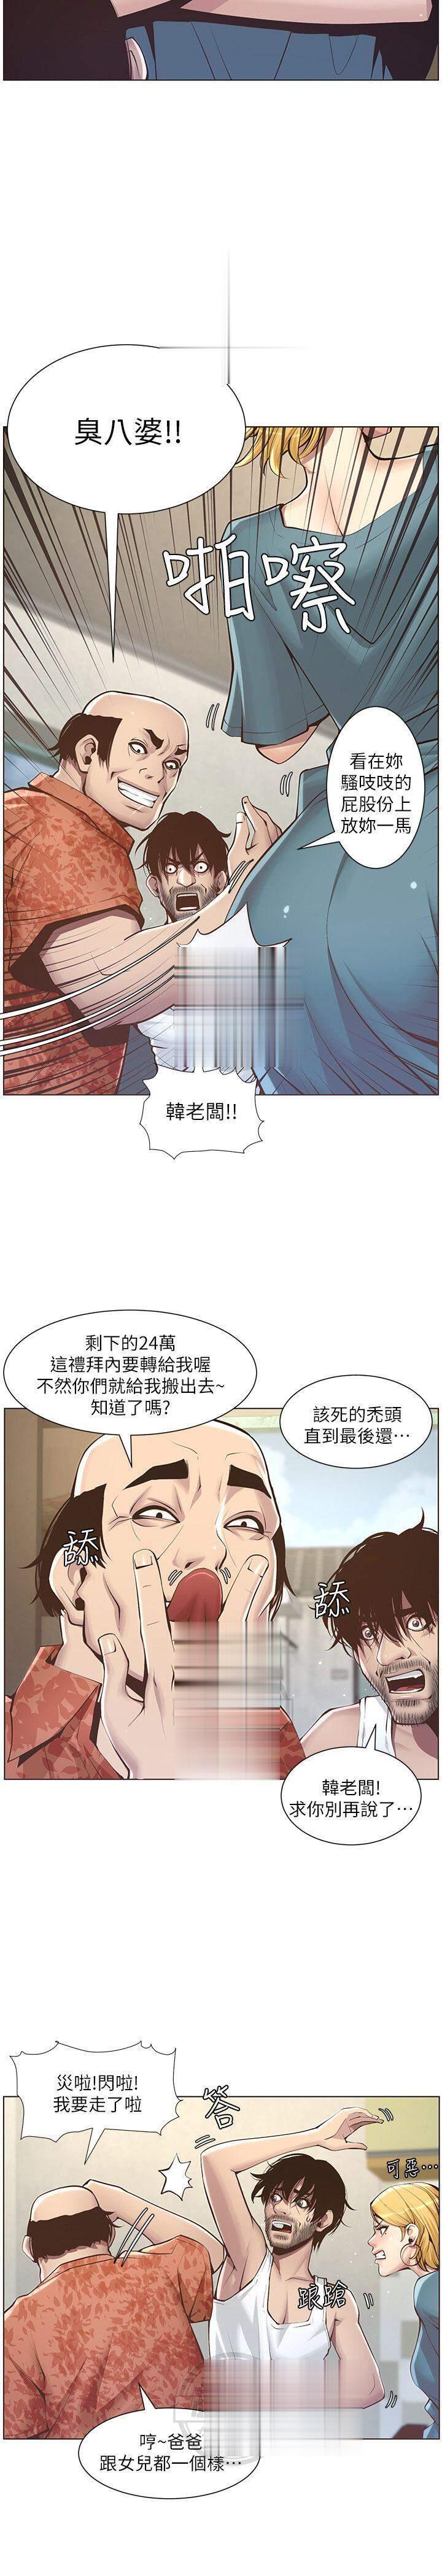 臭八婆!!
啪嚓
看在妳
騷吱吱的
屁股份上
放妳一馬
韓老闆!!
剩下的24萬
這禮拜內要轉給我喔
不然你們就給我搬出去~
知道了嗎?
該死的禿頭
直到最後還…
舔
舔
韓老闆!
求你別再說了…
災啦!閃啦!
我要走了啦
答
可惡…
踉蹌
哼~爸爸
跟女兒都一個樣…